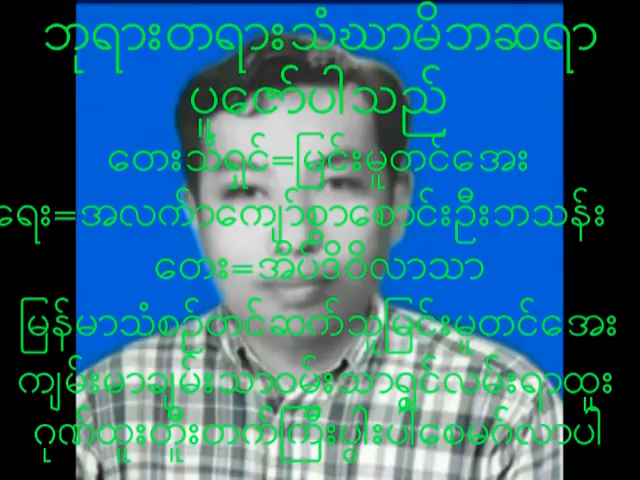 ဘုရားတရားသံဃာမိဘဆရာ
ပူဇော်ပါသည်
တေးသံရှင်=မြင်းမူတင်အေး
ရေး=အလင်္ကာကျော်စွာစောင်းဦးဘသန်း
တေး=အိပ်ဒိဝိလာသာ
မြန်မာသံစဉ်တင်ဆက်သူမြင်းမူတင်အေး
ကျမ်းမာချမ်းသာဝမ်းသာရွှင်လမ်းရာထူး
ဂုဏ်ထူးတိုးတက်ကြီးပွါးပါစေမင်္ဂလာပါ